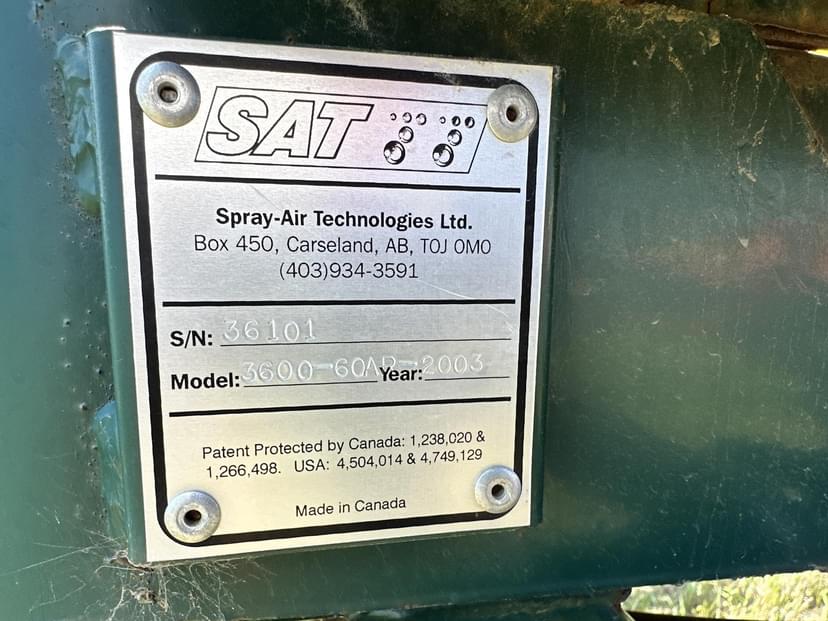 SAT
Spray-Air Technologies Ltd.
Box 450, Carseland, AB, T0J 0M0
(403)934-3591
S/N: 36101
Model: 3600-60 Year: 2003
Patent Protected by Canada: 1,238,020 &
1,266,498. USA: 4,504,014 & 4,749,129
Made in Canada